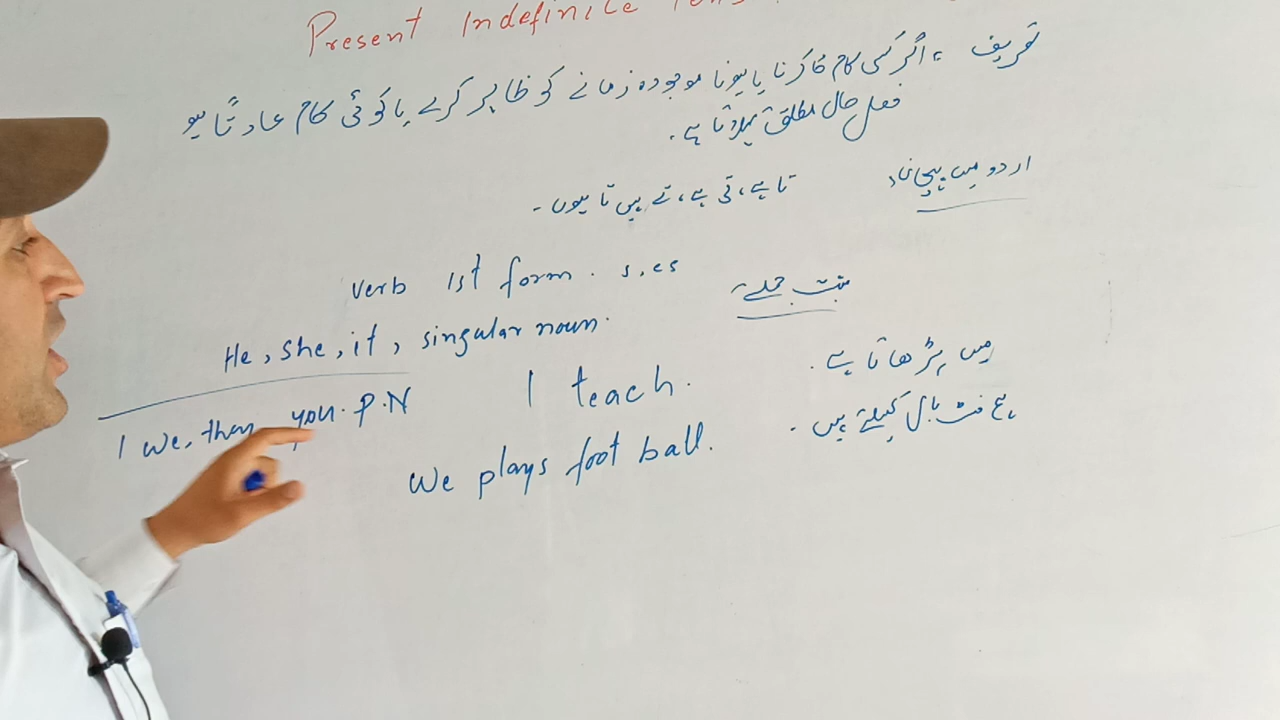 Present Indefinite Tens
تعریف ، اگر کسی کام کا کرنا یا ہونا موجودہ زمانے کو ظاہر کرے یا کوئی کام عادتاً ہو
فعل حال مطلق کہلاتا ہے۔
اردو میں پہچان تا ہے، تی ہے، تے ہیں تا ہوں۔
verb 1st form . s, es
مثبت جملے
He, she, it, singular noun.
I we, they you. P.N
I teach.
میں پڑھاتا ہے۔
We plays foot ball.
ہم فٹ بال کھیلتے ہیں۔